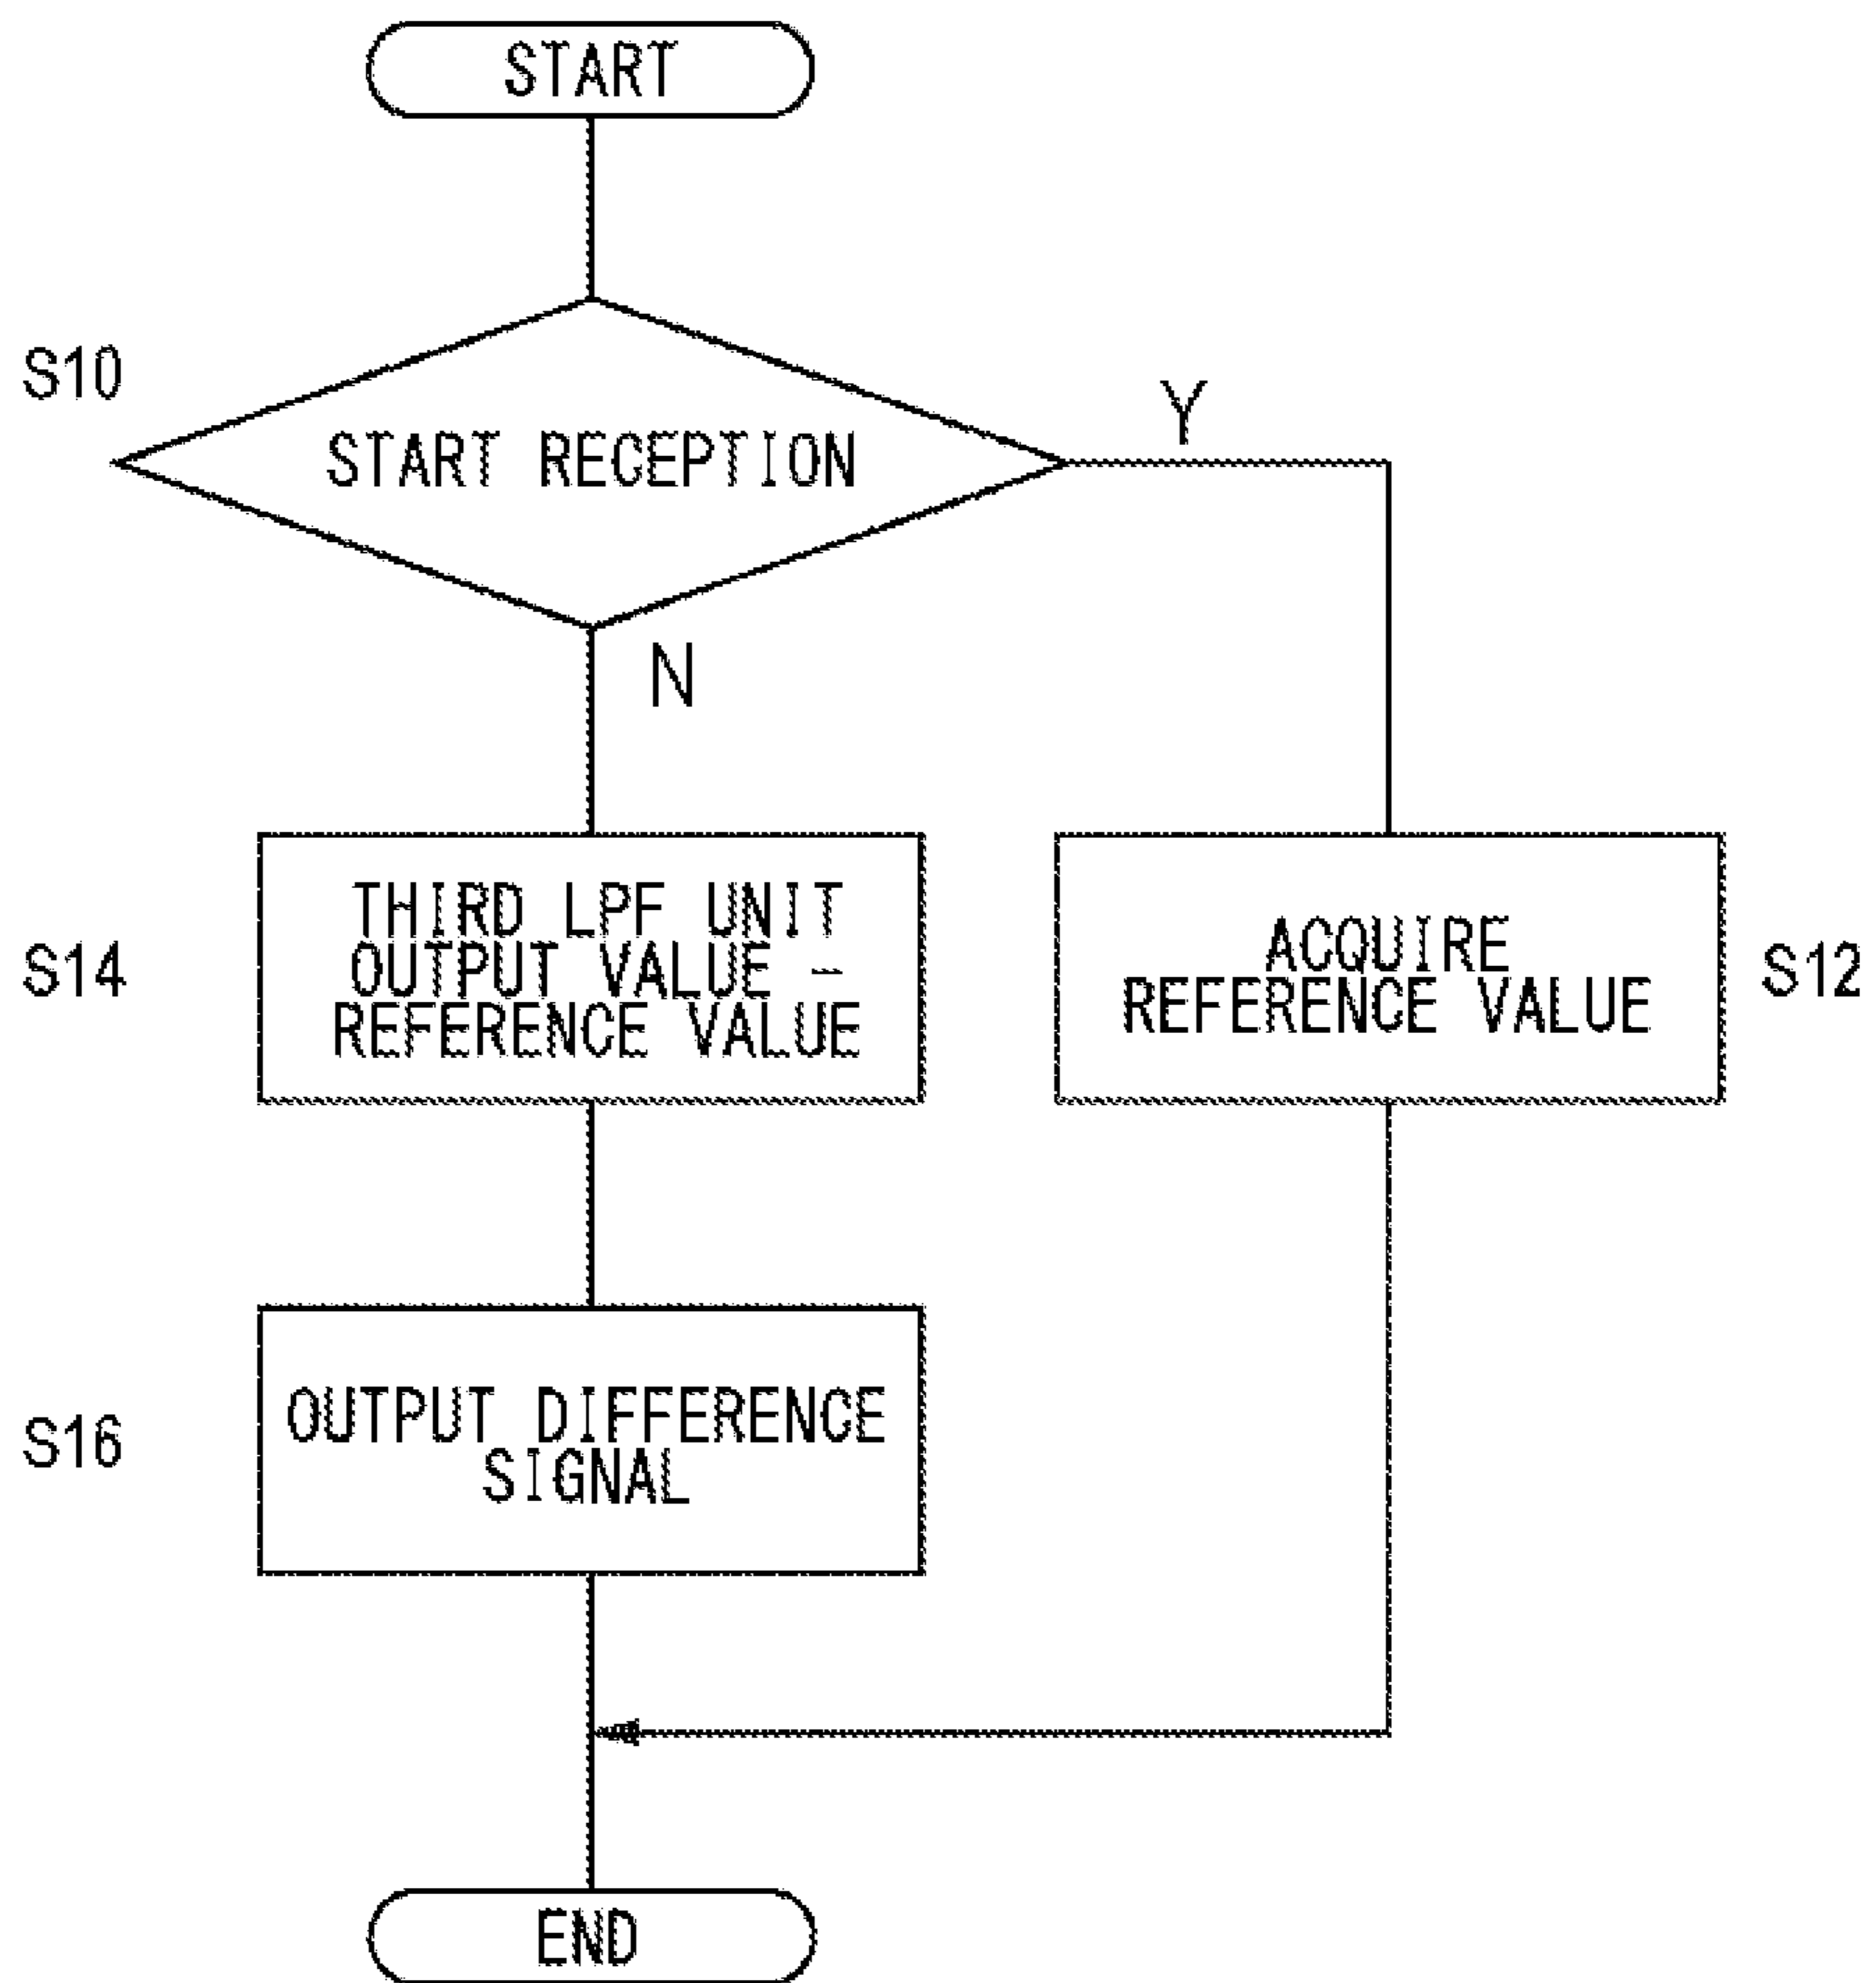 START
S10
START RECEPTION
Y
N
S14
THIRD LPF UNIT
OUTPUT VALUE -
REFERENCE VALUE
ACQUIRE
REFERENCE VALUE
S12
S16
OUTPUT DIFFERENCE
SIGNAL
END